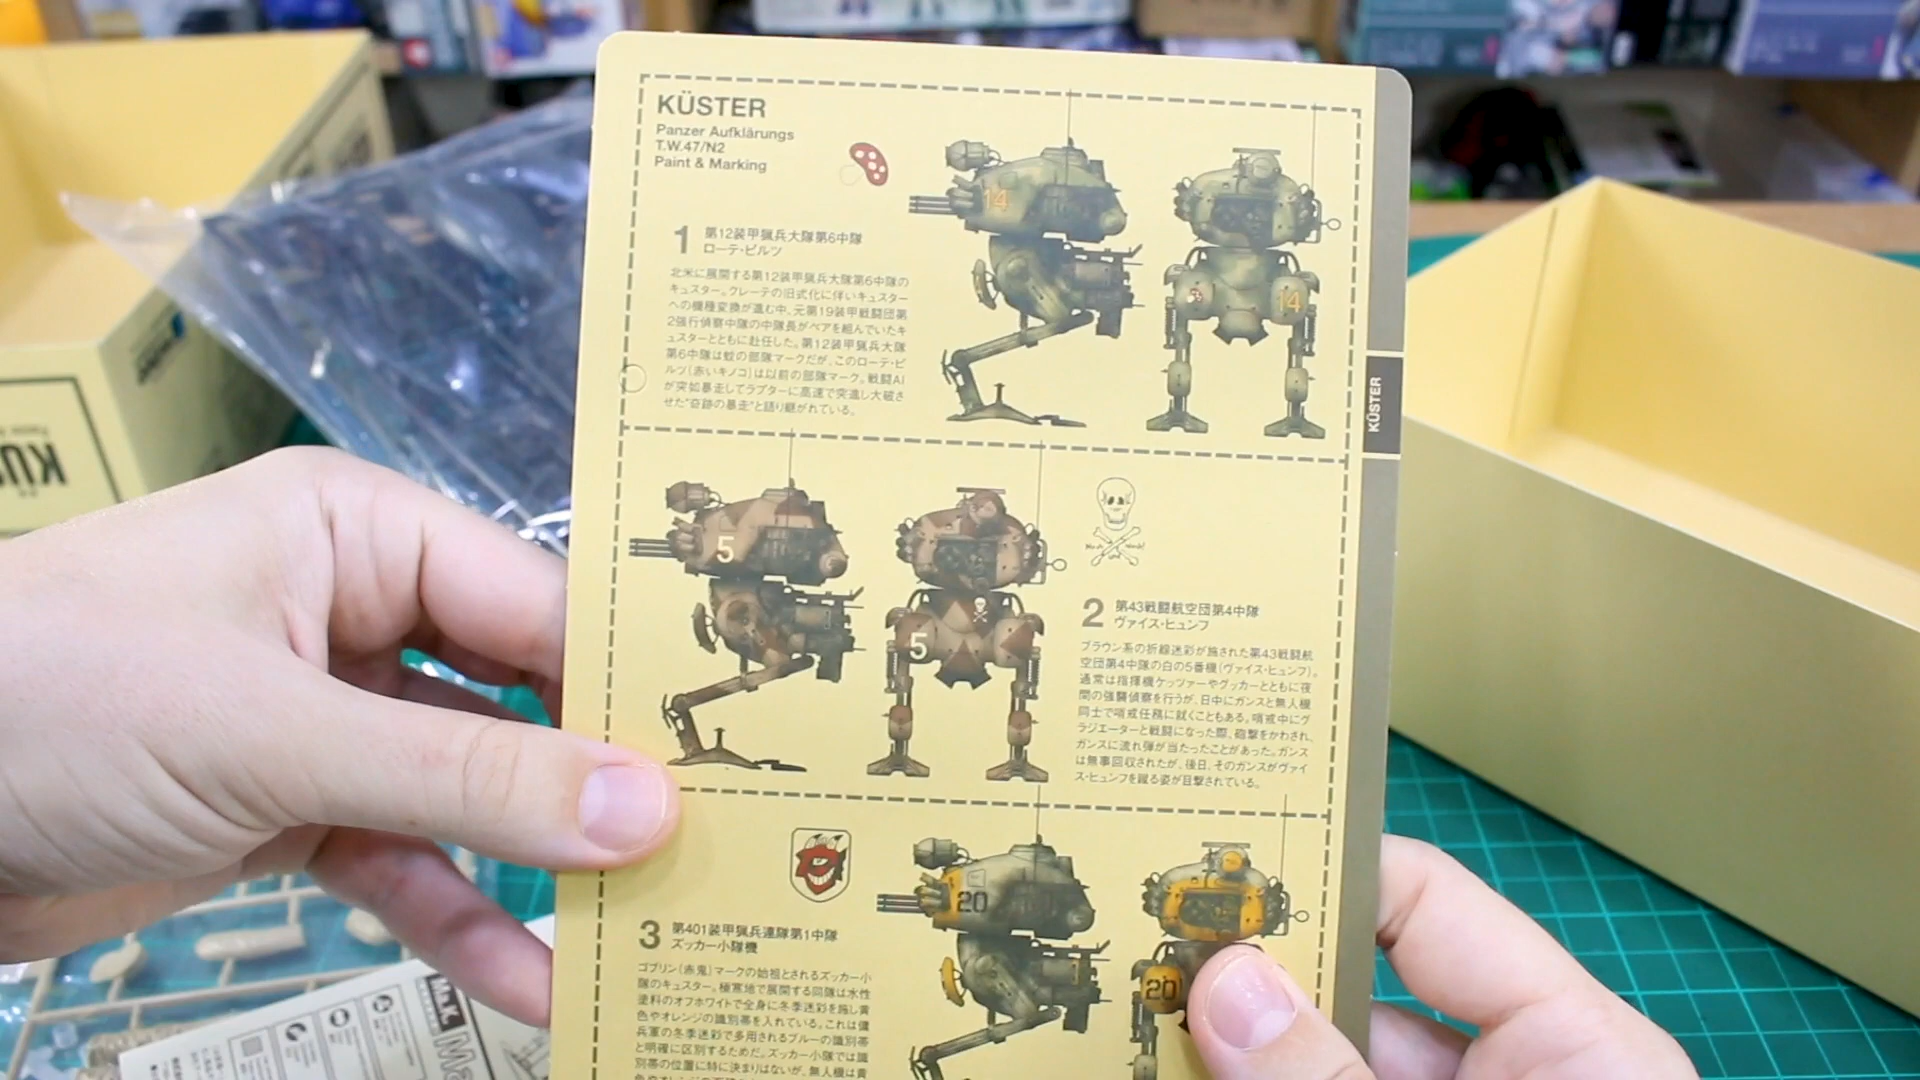 KÜSTER
Panzer Aufklärungs
T.W.47/N2
Paint & Marking
1 第12装甲猟兵大隊第6中隊
ローテ・ピルツ
北米に展開する第12装甲猟兵大隊第6中隊の
キュスター。クレーテの旧式化に伴いキュスター
への機種変換が進む中、元第19装甲戦闘団第
2強行偵察中隊の中隊長がペアを組んでいたキ
ュスターとともに赴任した。第12装甲猟兵大隊
第6中隊は蚊の部隊マークだが、このローテ・ピ
ルツ(赤いキノコ)は以前の部隊マーク。戦闘AI
が突如暴走してラプターに高速で突進し大破さ
せた“奇跡の暴走”と語り継がれている。
14
14
KÜSTER
5
5
2 第43戦闘航空団第4中隊
ヴァイス・ヒュンフ
ブラウン系の折線迷彩が施された第43戦闘航
空団第4中隊の白の5番機(ヴァイス・ヒュンフ)。
通常は指揮機ケッツァーやグッカーとともに夜
間の強襲偵察を行うが、日中にガンスと無人機
同士で哨戒任務に就くこともある。哨戒中にグ
ラジエーターと戦闘になった際、砲撃をかわされ、
ガンスに流れ弾が当たったことがあった。ガンス
は無事回収されたが、後日、そのガンスがヴァイ
ス・ヒュンフを蹴る姿が目撃されている。
3 第401装甲猟兵連隊第1中隊
ズッカー小隊機
ゴブリン(赤鬼)マークの始祖とされるズッカー小
隊のキュスター。極寒地で展開する同隊は水性
塗料のオフホワイトで全身に冬季迷彩を施し黄
色やオレンジの識別帯を入れている。これは傭
兵軍の冬季迷彩で多用されるブルーの識別帯
と明確に区別するためだ。ズッカー小隊では識
別帯の位置に特に決まりはないが、無人機は黄
20
20
KÜ
Ma.K.